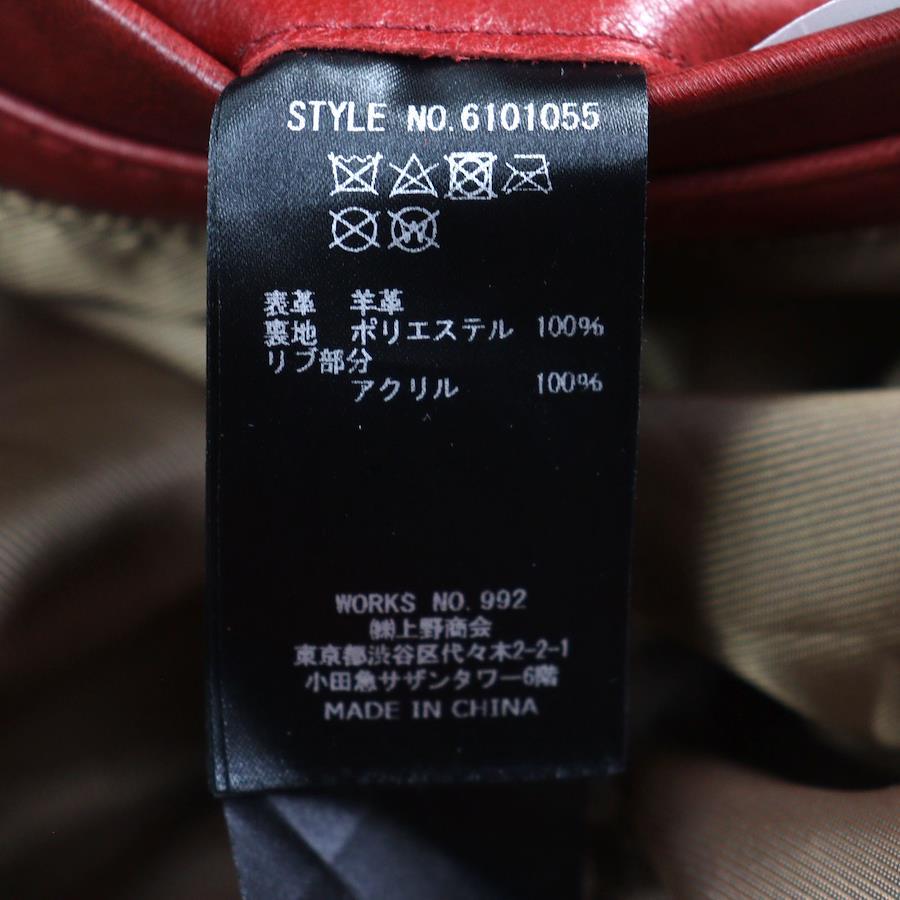 STYLE NO.6101055
表革 羊革
裏地 ポリエステル 100%
リブ部分
アクリル 100%
WORKS NO.992
㈱上野商会
東京都渋谷区代々木2-2-1
小田急サザンタワー6階
MADE IN CHINA